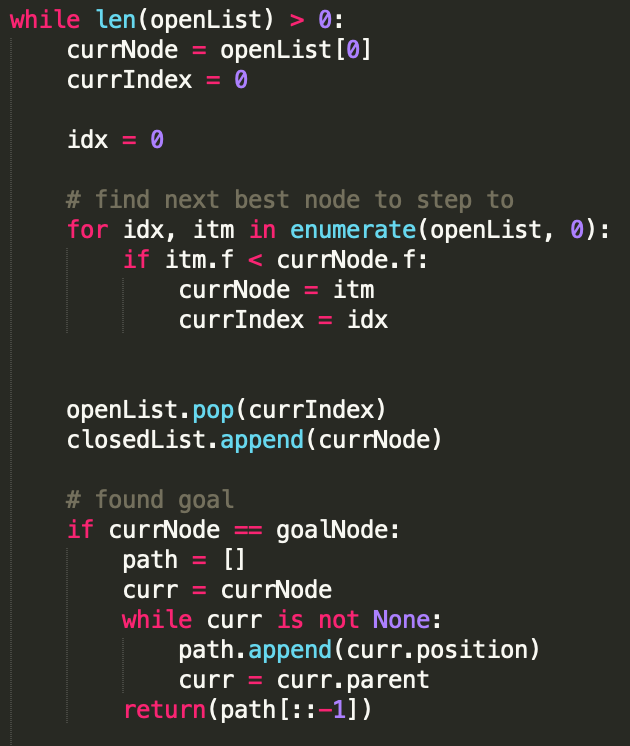 while len(openList) > 0:
    currNode = openList[0]
    currIndex = 0

    idx = 0

    # find next best node to step to
    for idx, itm in enumerate(openList, 0):
        if itm.f < currNode.f:
            currNode = itm
            currIndex = idx


    openList.pop(currIndex)
    closedList.append(currNode)

    # found goal
    if currNode == goalNode:
        path = []
        curr = currNode
        while curr is not None:
            path.append(curr.position)
            curr = curr.parent
        return(path[::-1])